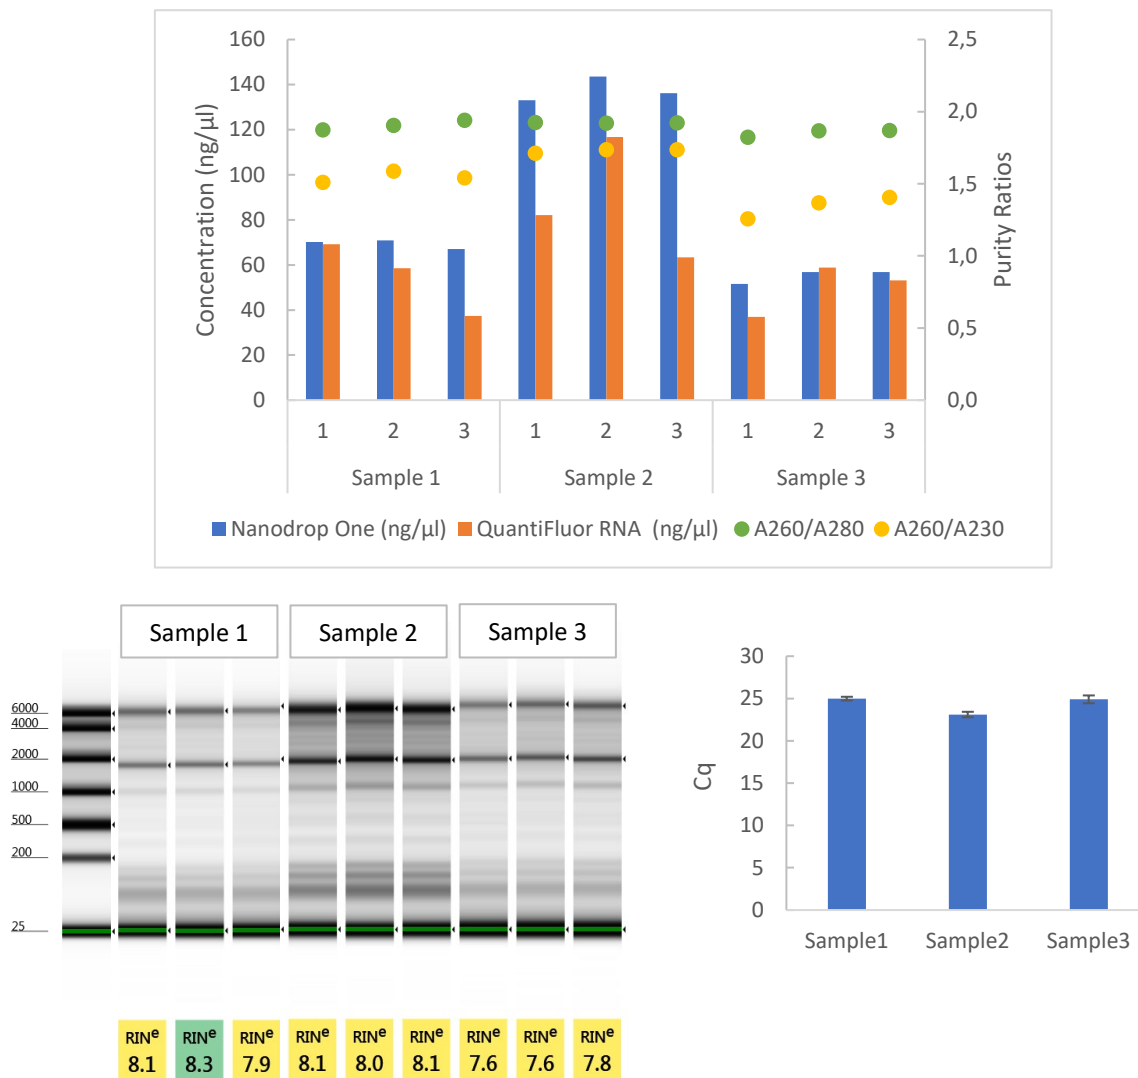 160
140
120
100
80
60
40
20
0
Concentration (ng/µl)
2,5
2,0
1,5
1,0
0,5
0,0
Purity Ratios
1 2 3 1 2 3 1 2 3
Sample 1 Sample 2 Sample 3
Nanodrop One (ng/µl) QuantiFluor RNA (ng/µl) A260/A280 A260/A230
Sample 1 Sample 2 Sample 3
6000
4000
2000
1000
500
200
25
RINe RINe RINe RINe RINe RINe RINe RINe RINe
8.1 8.3 7.9 8.1 8.0 8.1 7.6 7.6 7.8
30
25
20
15
10
5
0
Cq
Sample1 Sample2 Sample3